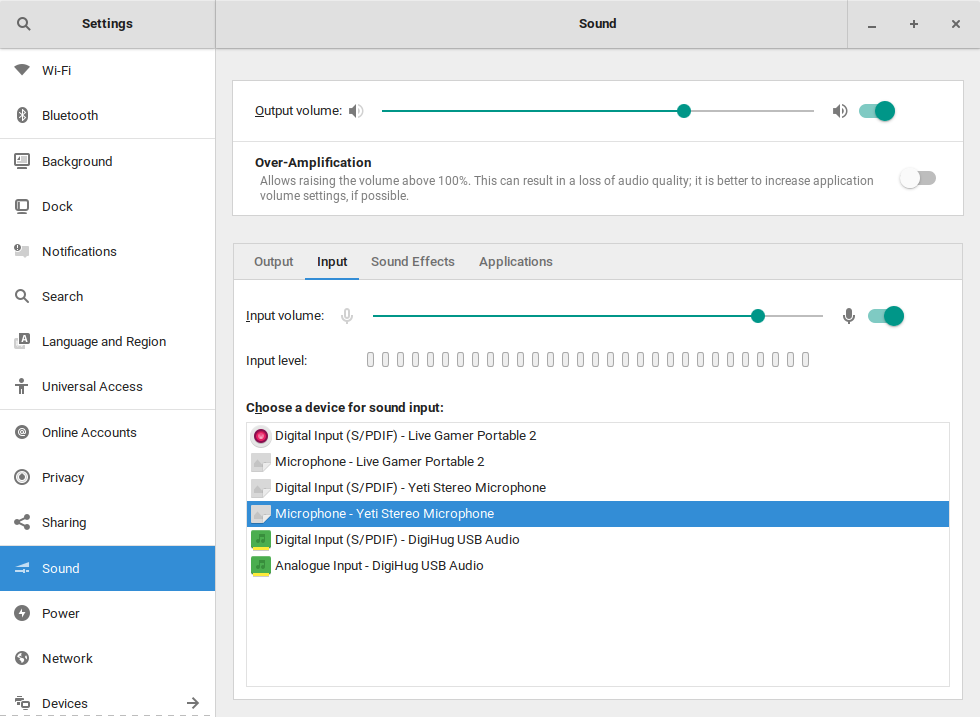 Settings
Sound
Wi-Fi
Bluetooth
Background
Dock
Notifications
Search
Language and Region
Universal Access
Online Accounts
Privacy
Sharing
Sound
Power
Network
Devices
Output volume:
Over-Amplification
Allows raising the volume above 100%. This can result in a loss of audio quality; it is better to increase application
volume settings, if possible.
Output Input Sound Effects Applications
Input volume:
Input level:
Choose a device for sound input:
Digital Input (S/PDIF) - Live Gamer Portable 2
Microphone - Live Gamer Portable 2
Digital Input (S/PDIF) - Yeti Stereo Microphone
Microphone - Yeti Stereo Microphone
Digital Input (S/PDIF) - DigiHug USB Audio
Analogue Input - DigiHug USB Audio